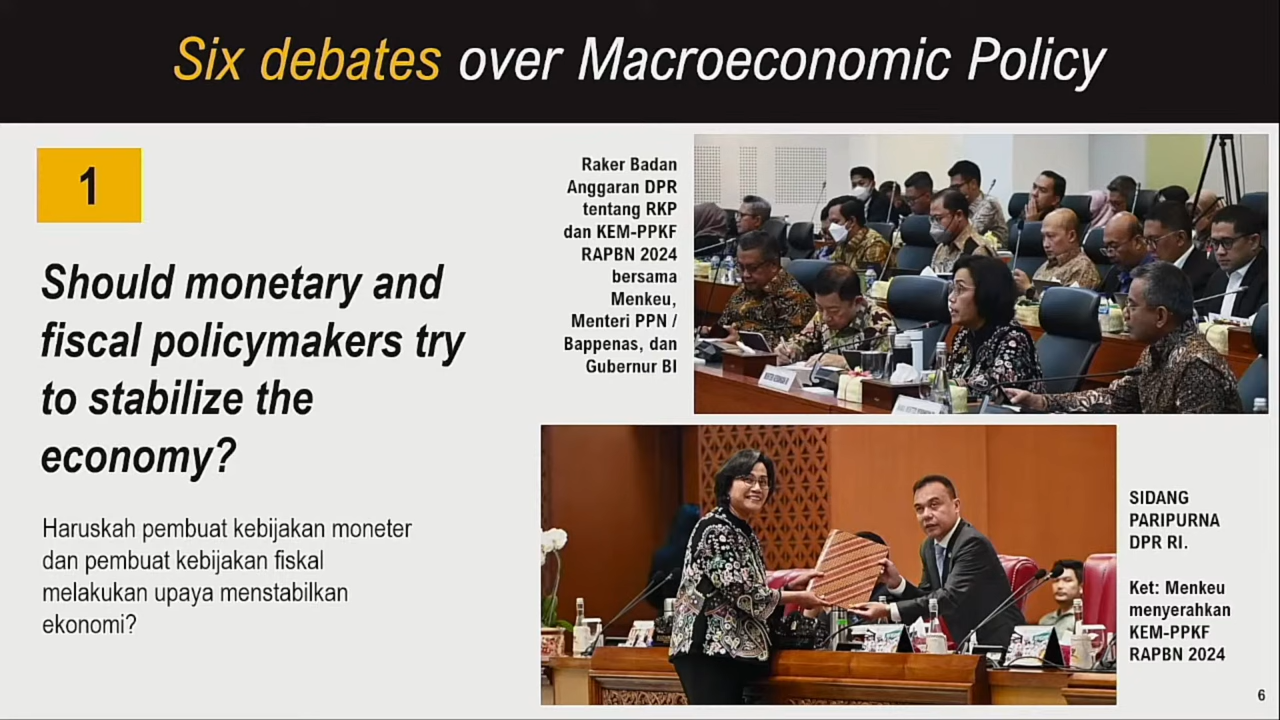 Six debates over Macroeconomic Policy
1
Should monetary and
fiscal policymakers try
to stabilize the
economy?
Haruskah pembuat kebijakan moneter
dan pembuat kebijakan fiskal
melakukan upaya menstabilkan
ekonomi?
Raker Badan
Anggaran DPR
tentang RKP
dan KEM-PPKF
RAPBN 2024
bersama
Menkeu,
Menteri PPN /
Bappenas, dan
Gubernur BI
SIDANG
PARIPURNA
DPR RI.
Ket: Menkeu
menyerahkan
KEM-PPKF
RAPBN 2024
6